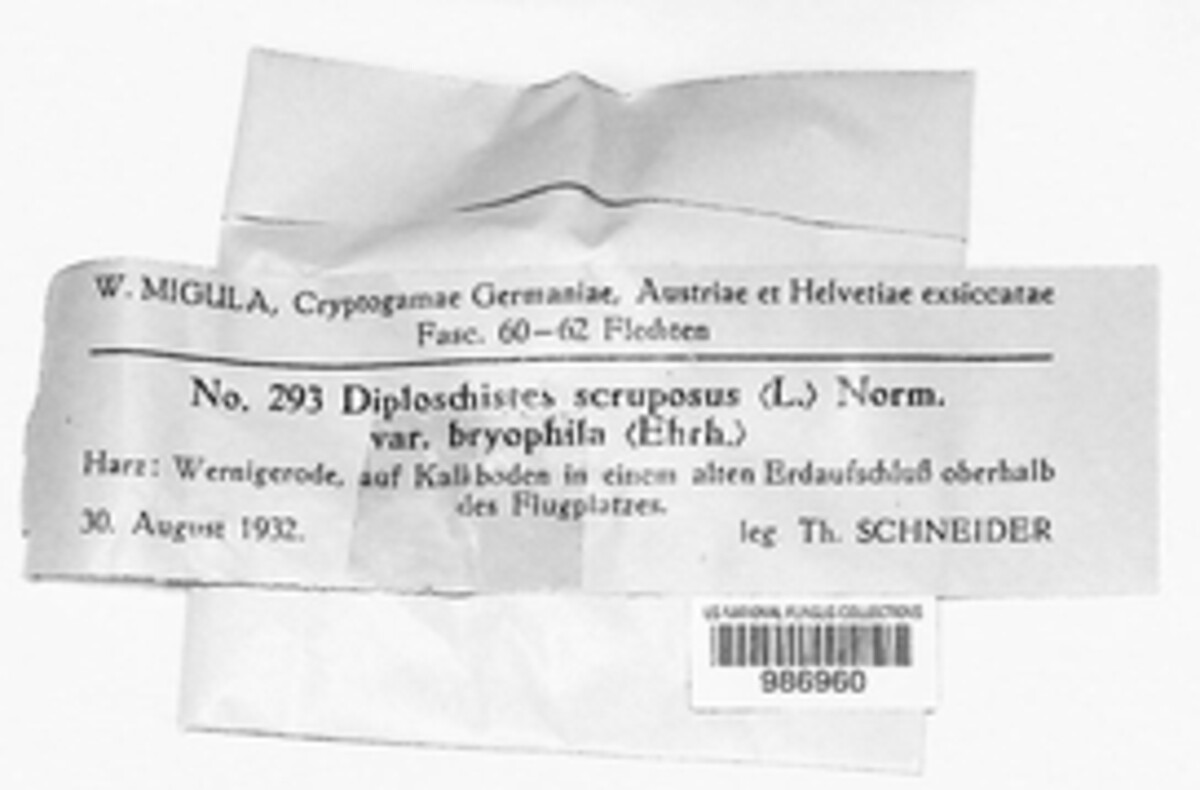 W. MIGULA, Cryptogamae Germaniae, Austriae et Helvetiae exsiccatae
Fasc. 60—62 Flechten
No. 293 Diploschistes scruposus (L.) Norm.
var. bryophila (Ehrh.)
Harz: Wernigerode, auf Kalkboden in einem alten Erdaufschluß oberhalb
des Flugplatzes.
30. August 1932. leg Th. SCHNEIDER
US NATIONAL FUNGUS COLLECTIONS
986960